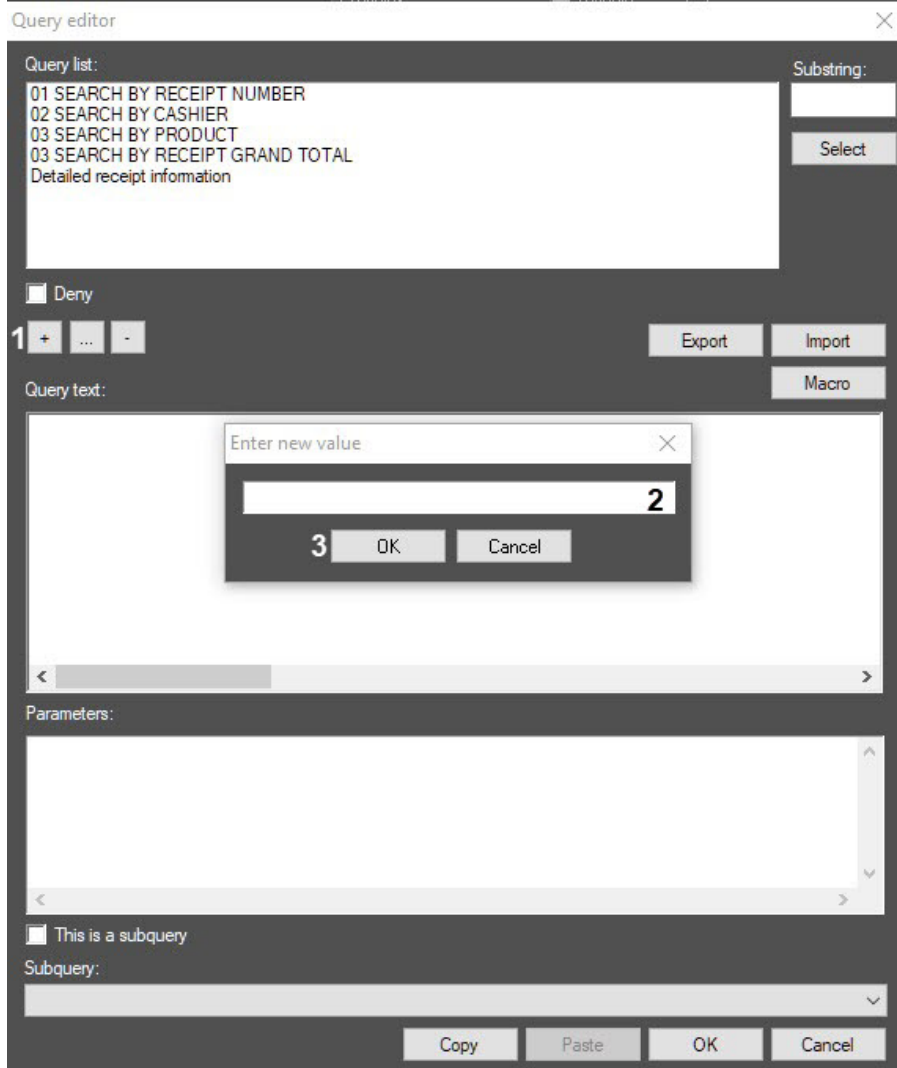 Query editor
Query list:
Substring:
01 SEARCH BY RECEIPT NUMBER
02 SEARCH BY CASHIER
03 SEARCH BY PRODUCT
03 SEARCH BY RECEIPT GRAND TOTAL
Detailed receipt information
Select
Deny
1 + ... -
Export Import
Macro
Query text:
Enter new value
2
3 OK Cancel
Parameters:
This is a subquery
Subquery:
Copy Paste OK Cancel